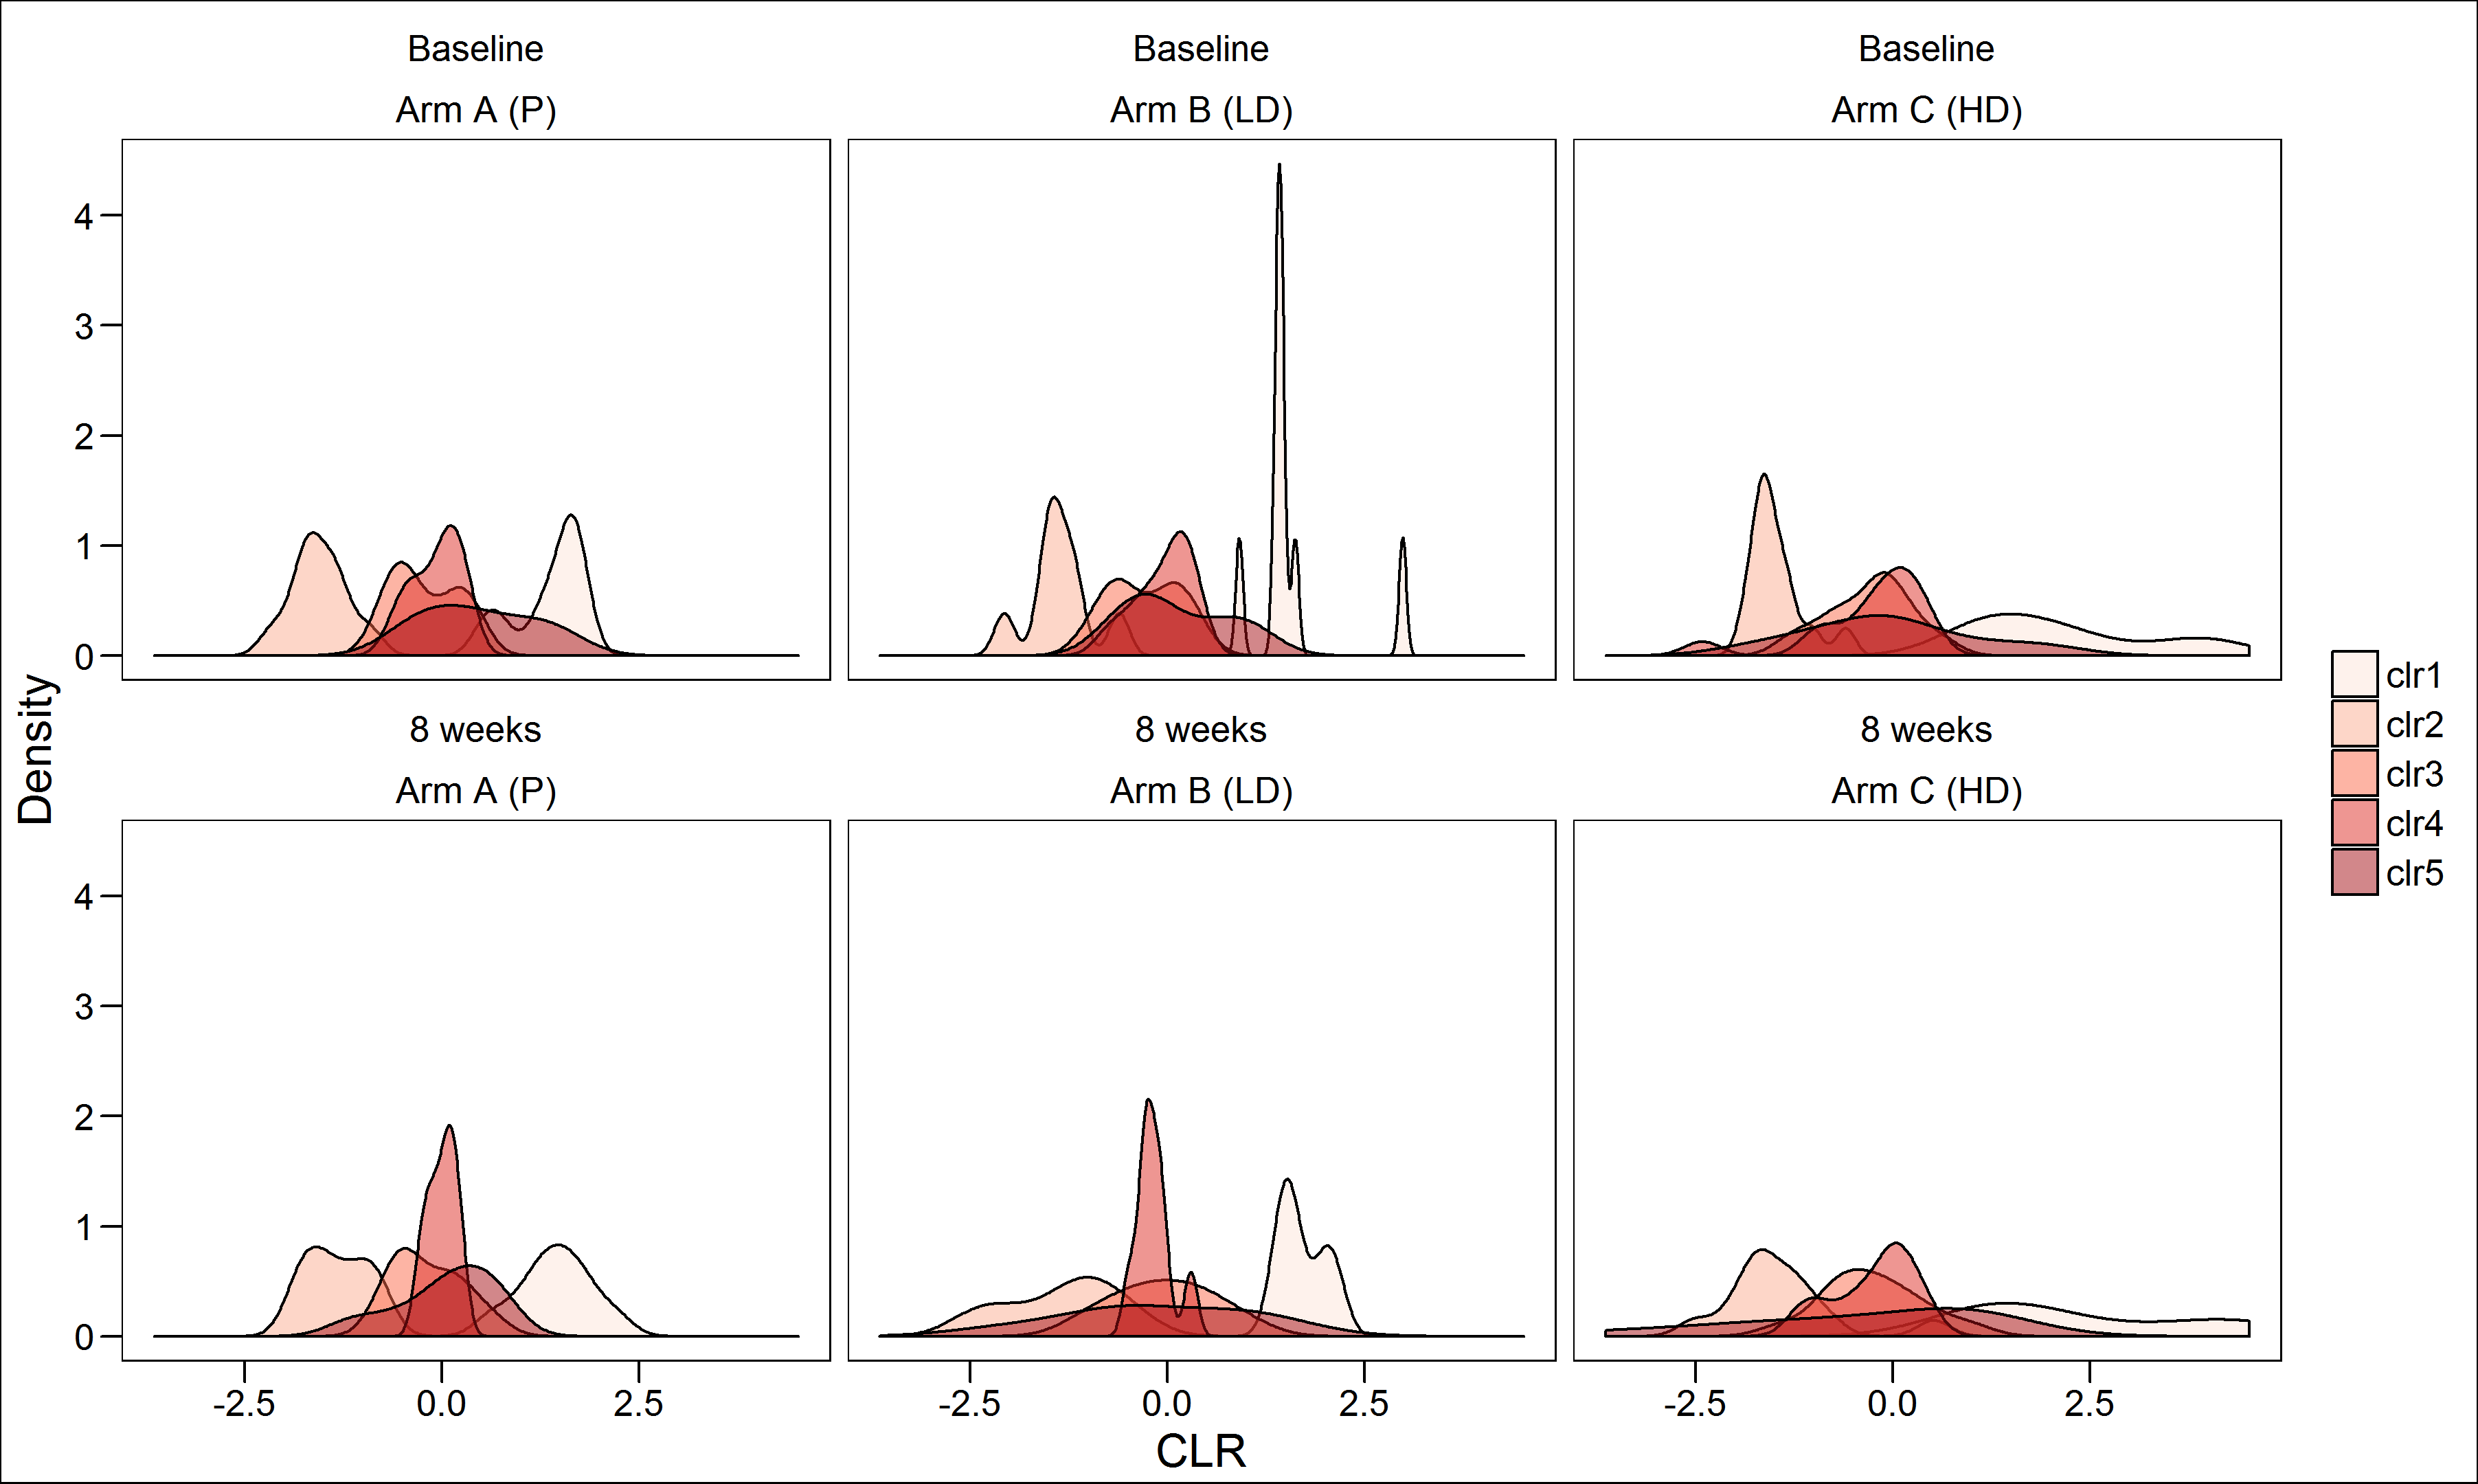 Baseline
Arm A (P)
Baseline
Arm B (LD)
Baseline
Arm C (HD)
4
3
2
1
0
8 weeks
Arm A (P)
8 weeks
Arm B (LD)
8 weeks
Arm C (HD)
4
3
2
1
0
-2.5 0.0 2.5
-2.5 0.0 2.5
-2.5 0.0 2.5
CLR
Density
clr1
clr2
clr3
clr4
clr5